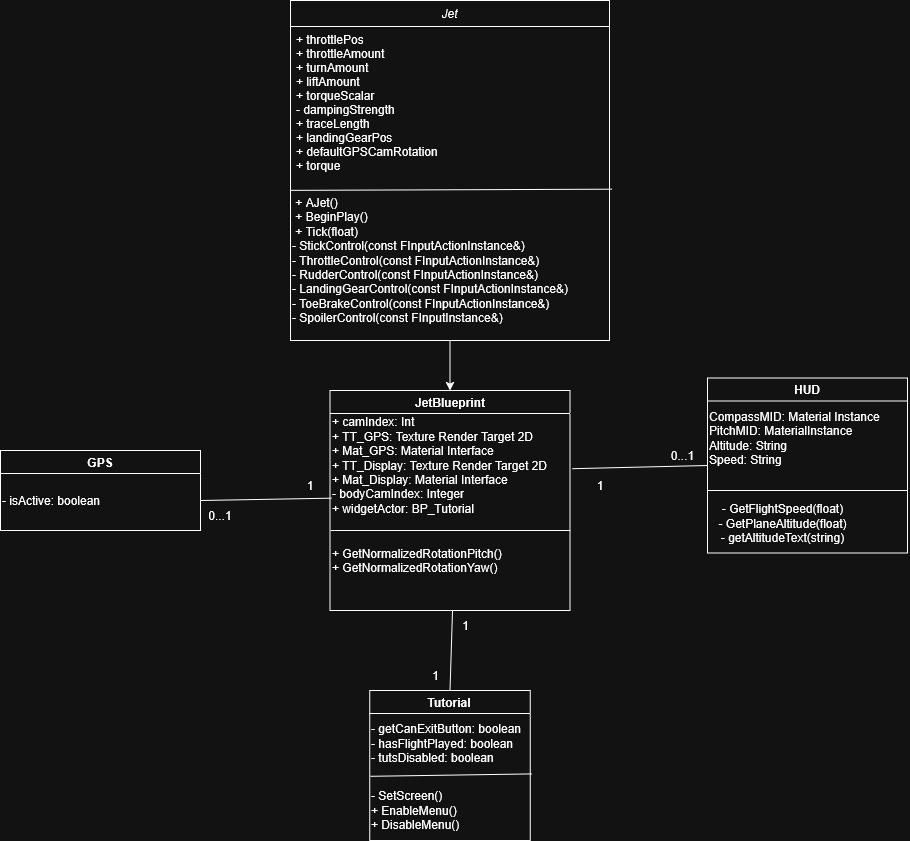 Jet
+ throttlePos
+ throttleAmount
+ turnAmount
+ liftAmount
+ torqueScalar
- dampingStrength
+ traceLength
+ landingGearPos
+ defaultGPSCamRotation
+ torque
+ AJet()
+ BeginPlay()
+ Tick(float)
- StickControl(const FInputActionInstance&)
- ThrottleControl(const FInputActionInstance&)
- RudderControl(const FInputActionInstance&)
- LandingGearControl(const FInputActionInstance&)
- ToeBrakeControl(const FInputActionInstance&)
- SpoilerControl(const FInputInstance&)
JetBlueprint
+ camIndex: Int
+ TT_GPS: Texture Render Target 2D
+ Mat_GPS: Material Interface
+ TT_Display: Texture Render Target 2D
+ Mat_Display: Material Interface
- bodyCamIndex: Integer
+ widgetActor: BP_Tutorial
+ GetNormalizedRotationPitch()
+ GetNormalizedRotationYaw()
HUD
CompassMID: Material Instance
PitchMID: MaterialInstance
Altitude: String
Speed: String
- GetFlightSpeed(float)
- GetPlaneAltitude(float)
- getAltitudeText(string)
0...1
1
GPS
- isActive: boolean
1
0...1
1
1
Tutorial
- getCanExitButton: boolean
- hasFlightPlayed: boolean
- tutsDisabled: boolean
- SetScreen()
+ EnableMenu()
+ DisableMenu()